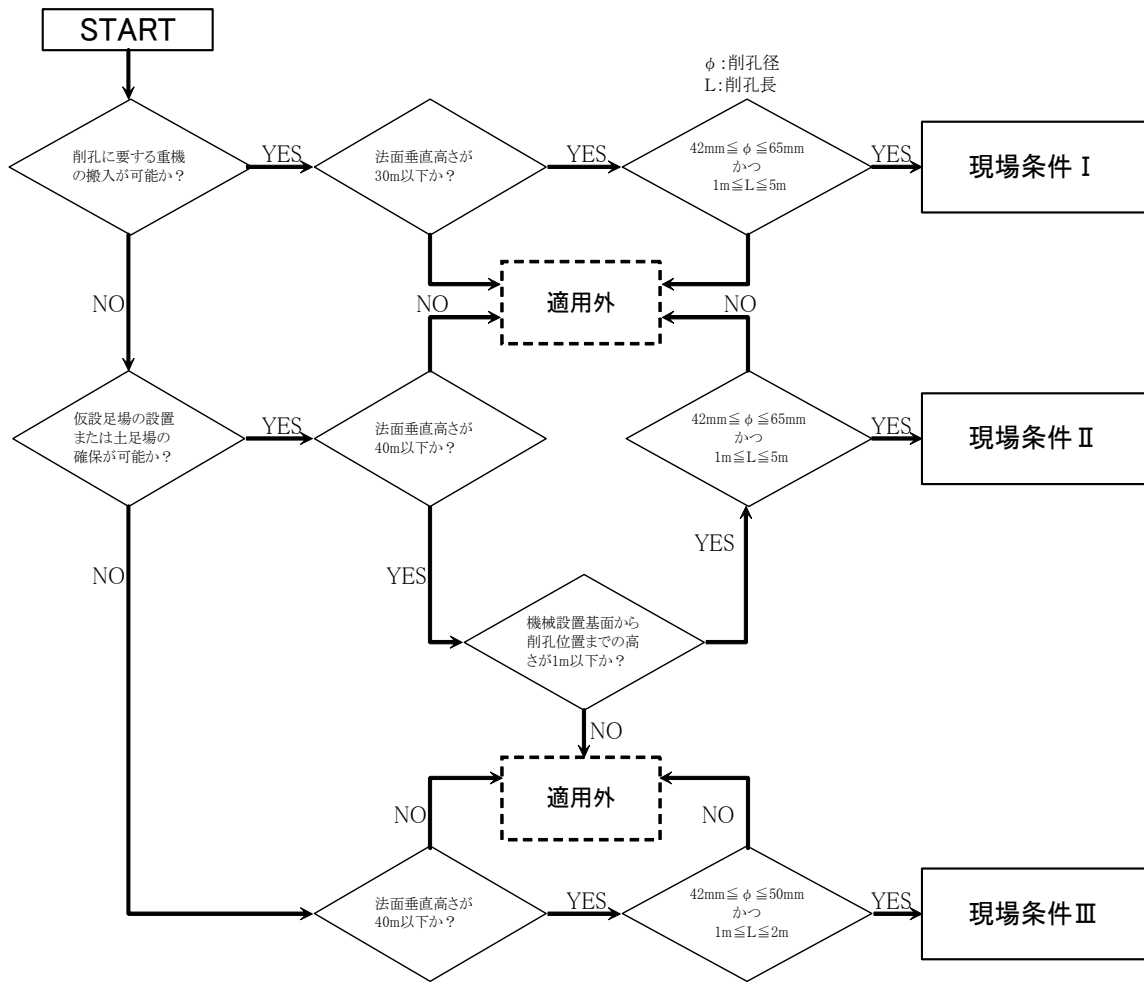 START
φ:削孔径
L:削孔長
削孔に要する重機
の搬入が可能か？
YES
法面垂直高さが
30m以下か？
YES
42mm≦φ≦65mm
かつ
1m≦L≦5m
YES
現場条件Ⅰ
NO
適用外
NO
NO
仮設足場の設置
または土足場の
確保が可能か？
YES
法面垂直高さが
40m以下か？
42mm≦φ≦65mm
かつ
1m≦L≦5m
YES
現場条件Ⅱ
NO
YES
YES
機械設置基面から
削孔位置までの高
さが1m以下か？
NO
適用外
NO
NO
法面垂直高さが
40m以下か？
YES
42mm≦φ≦50mm
かつ
1m≦L≦2m
YES
現場条件Ⅲ